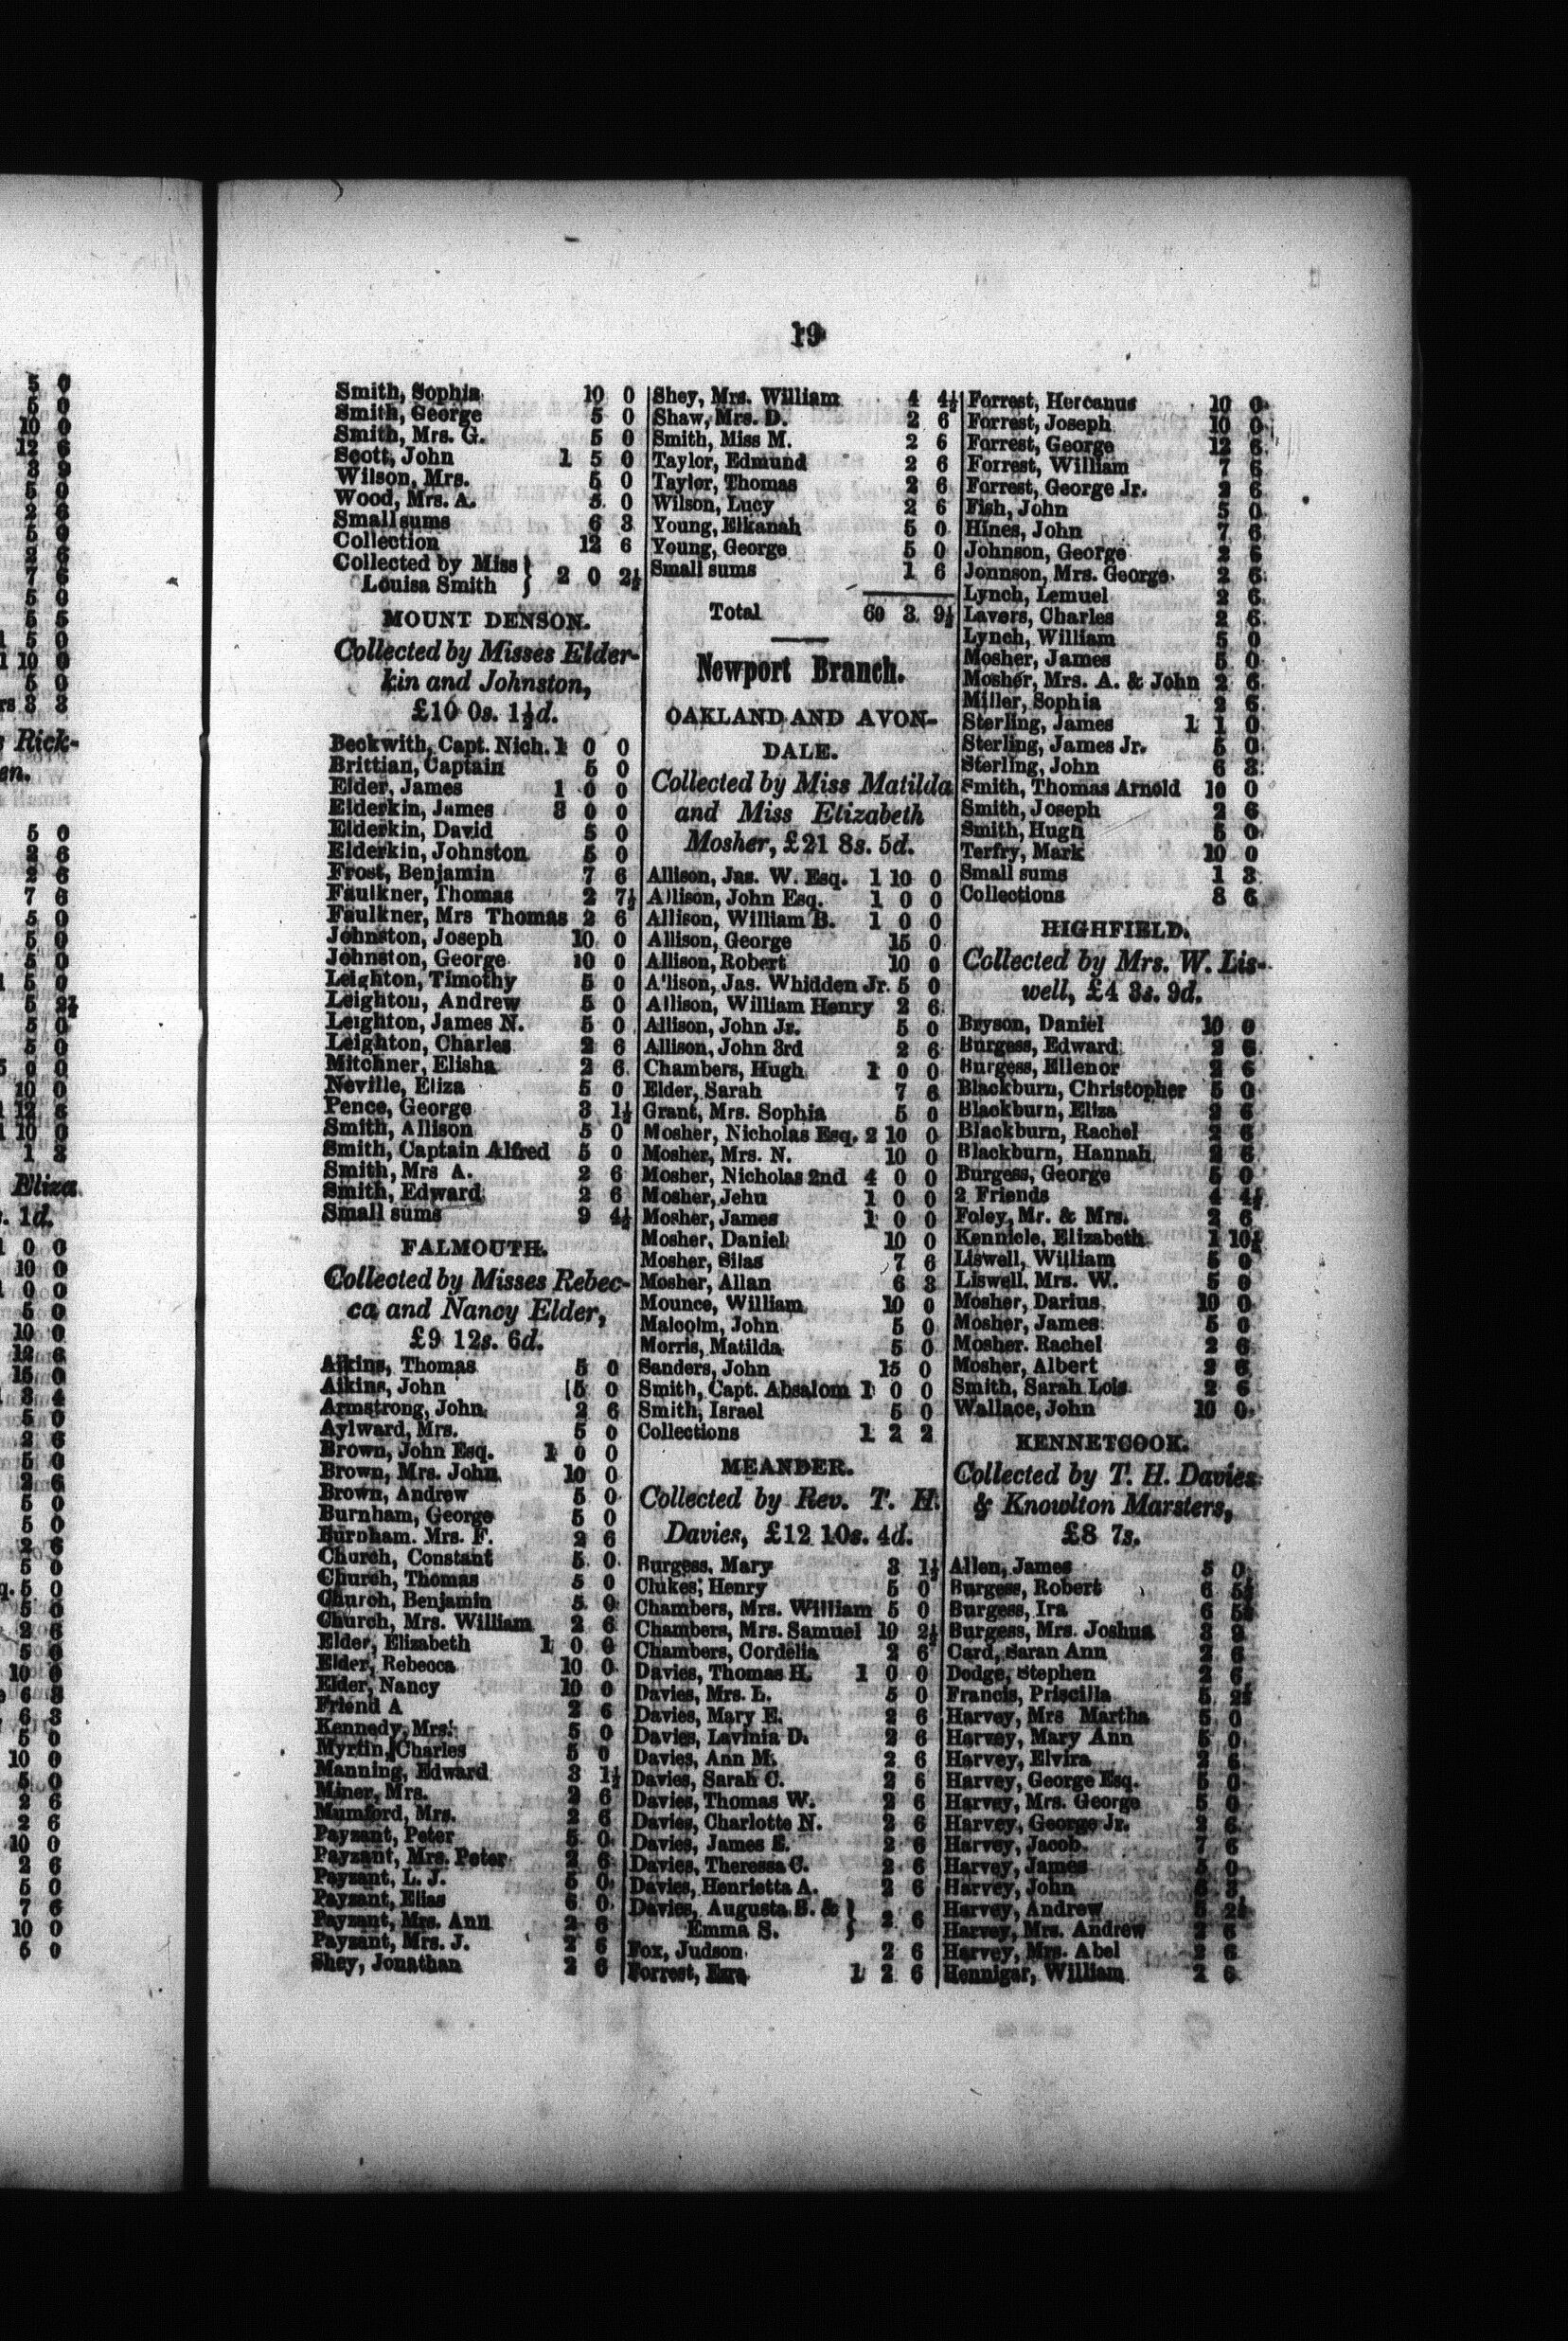 19
Smith, Sophia 10 0
Smith, George 5 0
Smith, Mrs. G. 5 0
Scott, John 1 5 0
Wilson, Mrs. 5 0
Wood, Mrs. A. 5 0
Small sums 6 3
Collection 12 6
Collected by Miss } 2 0 2½
Louisa Smith
MOUNT DENSON.
Collected by Misses Elder-
kin and Johnston,
£10 0s. 1½d.
Beckwith, Capt. Nich. 1 0 0
Brittian, Captain 5 0
Elder, James 1 0 0
Elderkin, James 3 0 0
Elderkin, David 5 0
Elderkin, Johnston 5 0
Frost, Benjamin 7 6
Faulkner, Thomas 2 7½
Faulkner, Mrs Thomas 2 6
Johnston, Joseph 10 0
Johnston, George 10 0
Leighton, Timothy 5 0
Leighton, Andrew 5 0
Leighton, James N. 5 0
Leighton, Charles 2 6
Mitchner, Elisha 2 6
Neville, Eliza 5 0
Pence, George 3 1½
Smith, Allison 5 0
Smith, Captain Alfred 5 0
Smith, Mrs A. 2 6
Smith, Edward 2 6
Small sums 9 4½
FALMOUTH.
Collected by Misses Rebec-
ca and Nancy Elder,
£9 12s. 6d.
Aikins, Thomas 5 0
Aikins, John 5 0
Armstrong, John 2 6
Aylward, Mrs. 5 0
Brown, John Esq. 1 0 0
Brown, Mrs. John 10 0
Brown, Andrew 5 0
Burnham, George 5 0
Burnham. Mrs. F. 2 6
Church, Constant 5 0
Church, Thomas 5 0
Church, Benjamin 5 0
Church, Mrs. William 2 6
Elder, Elizabeth 1 0 0
Elder, Rebecca 10 0
Elder, Nancy 10 0
Friend A 2 6
Kennedy, Mrs. 5 0
Myrtin, Charles 5 0
Manning, Edward 3 1½
Miner, Mrs. 2 6
Mumford, Mrs. 2 6
Payzant, Peter 5 0
Payzant, Mrs. Peter 2 6
Payzant, L. J. 5 0
Payzant, Elias 6 0
Payzant, Mrs. Ann 2 6
Payzant, Mrs. J. 2 6
Shey, Jonathan 2 6
Shey, Mrs. William 4 4½
Shaw, Mrs. D. 2 6
Smith, Miss M. 2 6
Taylor, Edmund 2 6
Taylor, Thomas 2 6
Wilson, Lucy 2 6
Young, Elkanah 5 0
Young, George 5 0
Small sums 1 6
Total 60 3 9½
Newport Branch.
OAKLAND AND AVON-
DALE.
Collected by Miss Matilda
and Miss Elizabeth
Mosher, £21 8s. 5d.
Allison, Jas. W. Esq. 1 10 0
Allison, John Esq. 1 0 0
Allison, William B. 1 0 0
Allison, George 15 0
Allison, Robert 10 0
Allison, Jas. Whidden Jr. 5 0
Allison, William Henry 2 6
Allison, John Jr. 5 0
Allison, John 3rd 2 6
Chambers, Hugh 1 0 0
Elder, Sarah 7 6
Grant, Mrs. Sophia 5 0
Mosher, Nicholas Esq. 2 10 0
Mosher, Mrs. N. 10 0
Mosher, Nicholas 2nd 4 0 0
Mosher, Jehu 1 0 0
Mosher, James 1 0 0
Mosher, Daniel 10 0
Mosher, Silas 7 6
Mosher, Allan 6 3
Mounce, William 10 0
Malcolm, John 5 0
Morris, Matilda 5 0
Sanders, John 15 0
Smith, Capt. Absalom 1 0 0
Smith, Israel 5 0
Collections 1 2 2
MEANDER.
Collected by Rev. T. H.
Davies, £12 10s. 4d.
Burgess, Mary 3 1½
Clukes, Henry 5 0
Chambers, Mrs. William 5 0
Chambers, Mrs. Samuel 10 2½
Chambers, Cordelia 2 6
Davies, Thomas H. 1 0 0
Davies, Mrs. L. 5 0
Davies, Mary E. 2 6
Davies, Lavinia D. 2 6
Davies, Ann M. 2 6
Davies, Sarah C. 2 6
Davies, Thomas W. 2 6
Davies, Charlotte N. 2 6
Davies, James E. 2 6
Davies, Theressa C. 2 6
Davies, Henrietta A. 2 6
Davies, Augusta S. & } 2 6
Emma S.
Fox, Judson 2 6
Forrest, Ezra 1 2 6
Forrest, Hercanus 10 0
Forrest, Joseph 10 0
Forrest, George 12 6
Forrest, William 7 6
Forrest, George Jr. 2 6
Fish, John 5 0
Hines, John 7 6
Johnson, George 2 6
Jonnson, Mrs. George 2 6
Lynch, Lemuel 2 6
Lavers, Charles 2 6
Lynch, William 5 0
Mosher, James 5 0
Mosher, Mrs. A. & John 2 6
Miller, Sophia 2 6
Sterling, James 1 1 0
Sterling, James Jr. 5 0
Sterling, John 6 3
Smith, Thomas Arnold 10 0
Smith, Joseph 2 6
Smith, Hugh 5 0
Terfry, Mark 10 0
Small sums 1 3
Collections 8 6
HIGHFIELD.
Collected by Mrs. W. Lis-
well, £4 3s. 9d.
Bryson, Daniel 10 0
Burgess, Edward 2 6
Burgess, Ellenor 2 6
Blackburn, Christopher 5 0
Blackburn, Eliza 2 6
Blackburn, Rachel 2 6
Blackburn, Hannah 2 6
Burgess, George 5 0
2 Friends 4 4½
Foley, Mr. & Mrs. 2 6
Kennicle, Elizabeth 1 10½
Liswell, William 5 0
Liswell, Mrs. W. 5 0
Mosher, Darius 10 0
Mosher, James 5 0
Mosher. Rachel 2 6
Mosher, Albert 2 6
Smith, Sarah Lois 2 6
Wallace, John 10 0
KENNETCOOK.
Collected by T. H. Davies
& Knowlton Marsters,
£8 7s.
Allen, James 5 0
Burgess, Robert 6 5½
Burgess, Ira 6 5½
Burgess, Mrs. Joshua 3 9
Card, Saran Ann 2 6
Dodge, Stephen 2 6
Francis, Priscilla 5 2½
Harvey, Mrs Martha 5 0
Harvey, Mary Ann 5 0
Harvey, Elvira 2 6
Harvey, George Esq. 5 0
Harvey, Mrs. George 5 0
Harvey, George Jr. 2 6
Harvey, Jacob 7 6
Harvey, James 5 0
Harvey, John 6 3
Harvey, Andrew 5 2½
Harvey, Mrs. Andrew 2 6
Harvey, Mrs. Abel 2 6
Hennigar, William 2 6